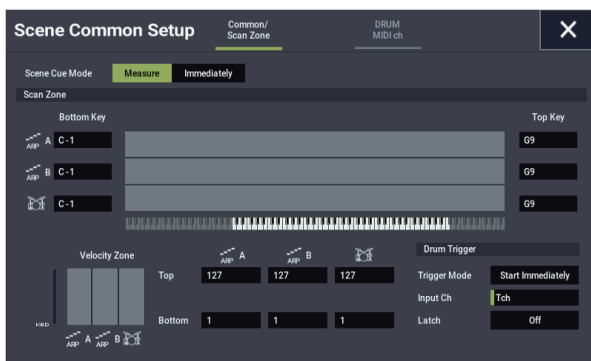 Scene Common Setup
Common/
Scan Zone
DRUM
MIDI ch
Scene Cue Mode Measure Immediately
Scan Zone
Bottom Key Top Key
ARP A C-1 G9
ARP B C-1 G9
C-1 G9
Velocity Zone ARP A ARP B Drum Trigger
Top 127 127 127 Trigger Mode Start Immediately
Input Ch Tch
KBD Bottom 1 1 1 Latch Off
ARP A ARP B